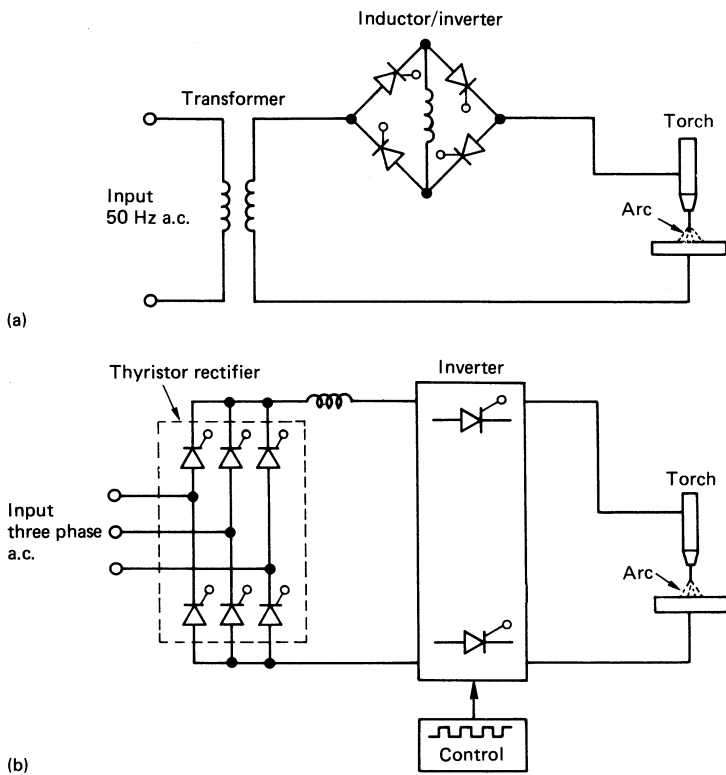 Inductor/inverter
Transformer
Torch
Input
50 Hz a.c.
Arc
(a)
Thyristor rectifier
Inverter
Input
three phase
a.c.
Torch
Arc
Control
(b)